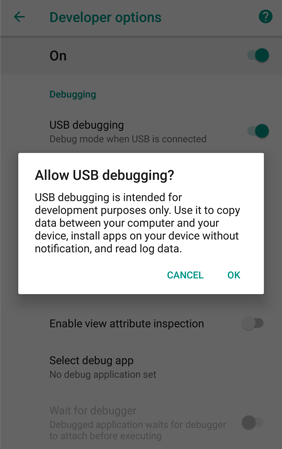 Developer options
?
On
Debugging
USB debugging
Debug mode when USB is connected
Allow USB debugging?
USB debugging is intended for
development purposes only. Use it to copy
data between your computer and your
device, install apps on your device without
notification, and read log data.
CANCEL OK
Enable view attribute inspection
Select debug app
No debug application set
Wait for debugger
Debugged application waits for debugger
to attach before executing